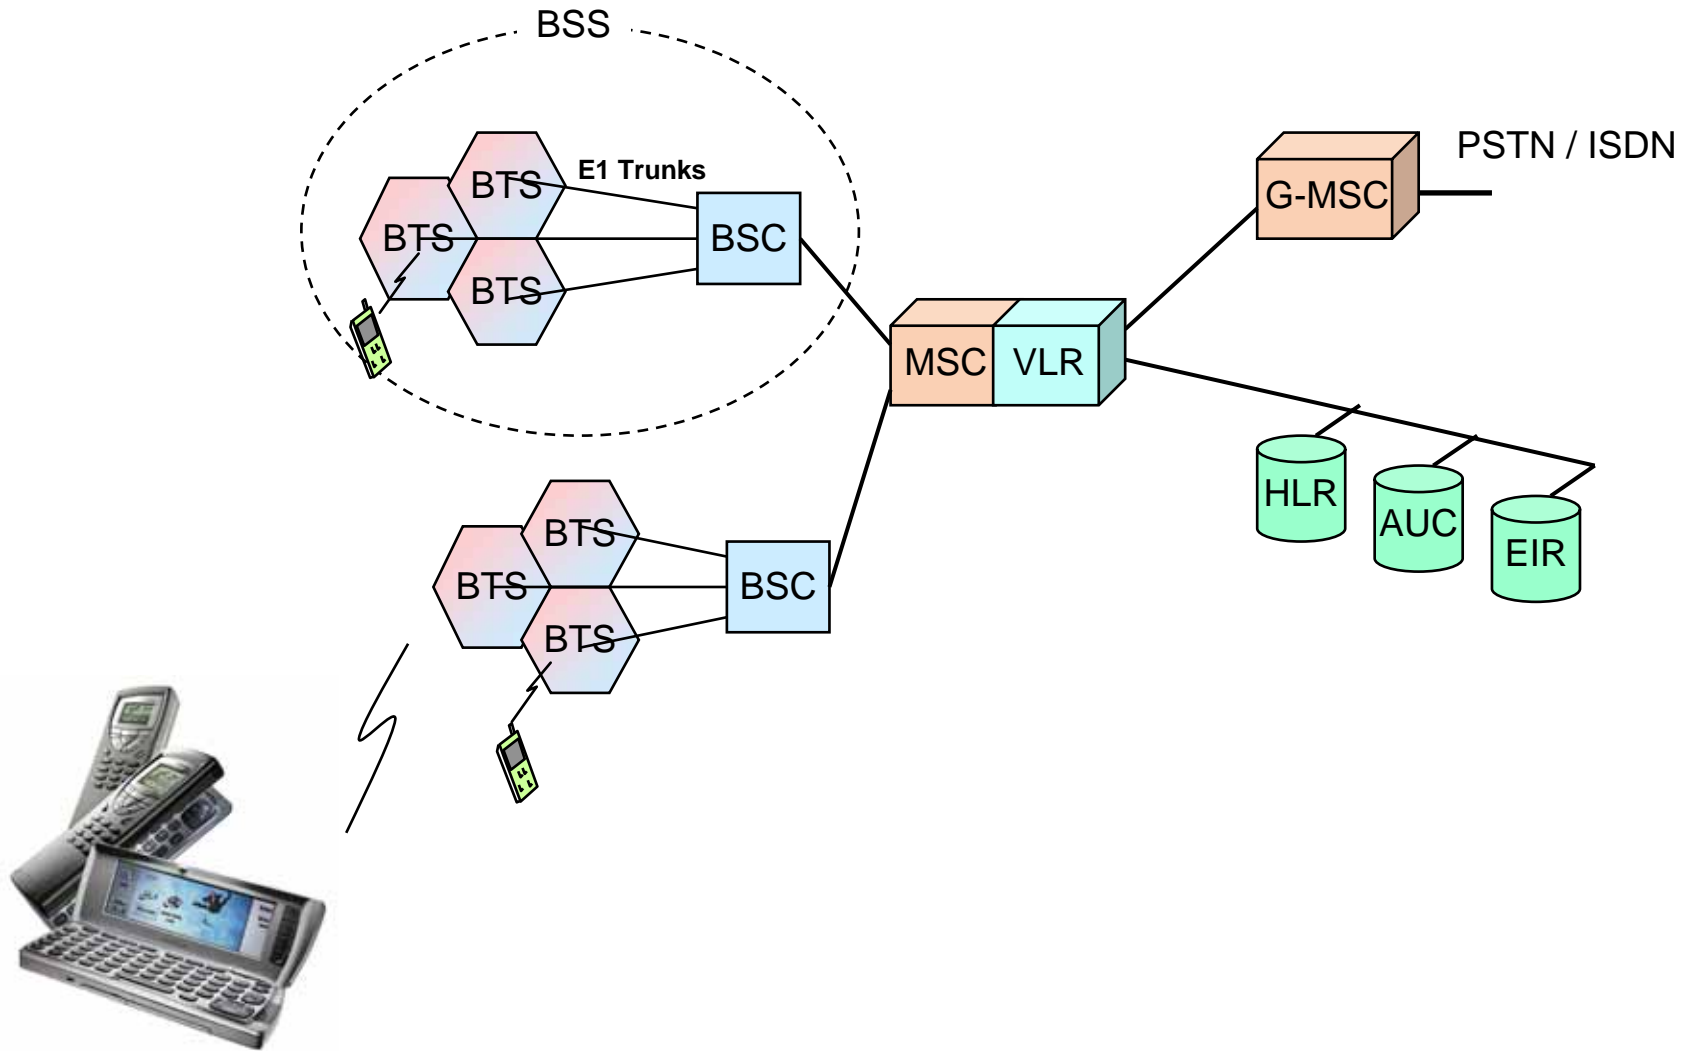 BSS
BTS
E1 Trunks
BTS
BSC
BTS
PSTN / ISDN
G-MSC
MSC
VLR
HLR
AUC
EIR
BTS
BTS
BSC
BTS